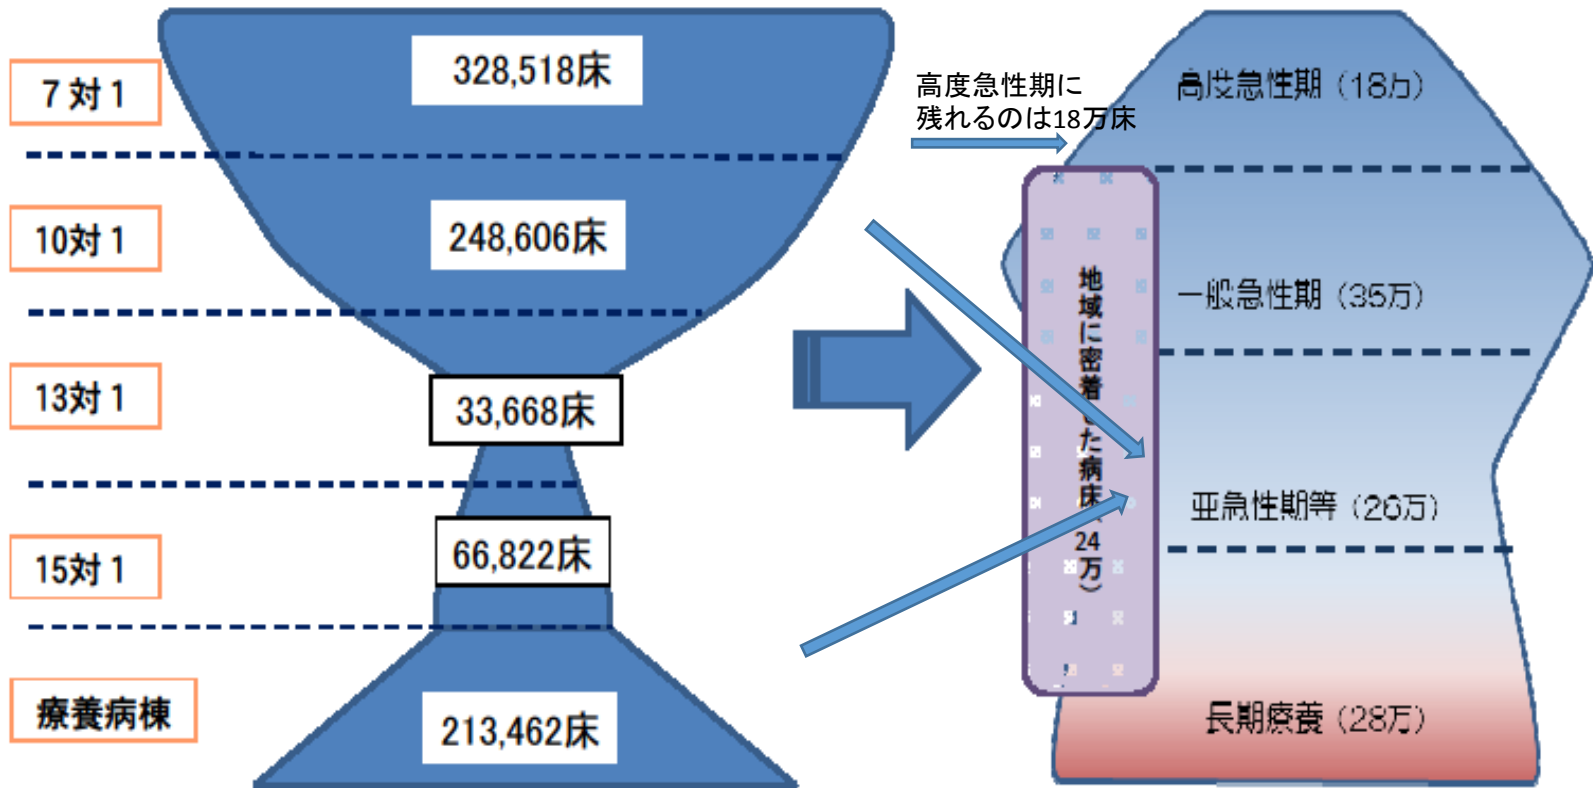 7対1
328,518床
10対1
248,606床
13対1
33,668床
15対1
66,822床
療養病棟
213,462床
高度急性期に
残れるのは18万床
高度急性期（18万）
一般急性期（35万）
亜急性期等（26万）
長期療養（28万）
地域に密着した病床（24万）